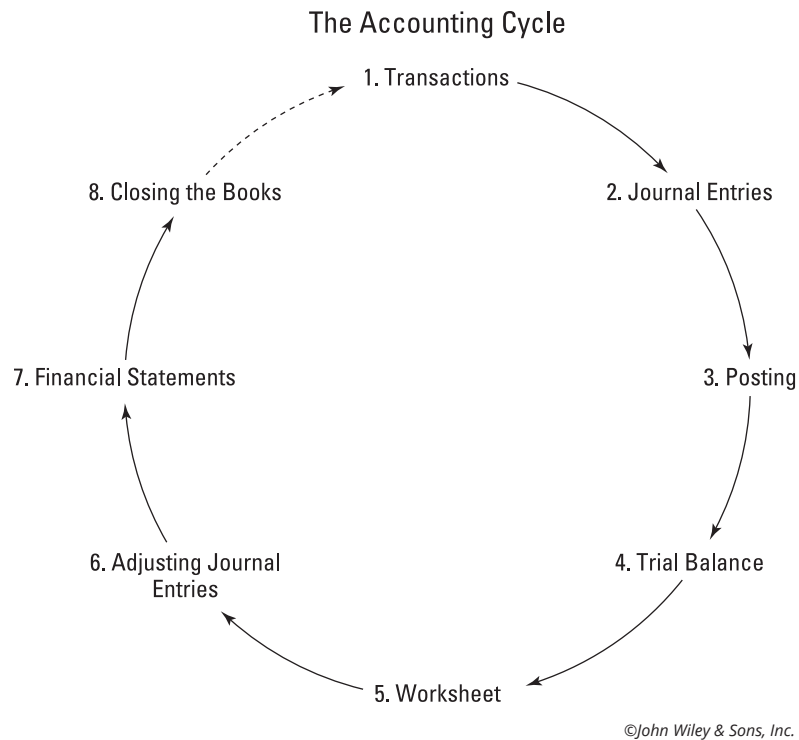 The Accounting Cycle
1. Transactions
2. Journal Entries
3. Posting
4. Trial Balance
5. Worksheet
6. Adjusting Journal
Entries
7. Financial Statements
8. Closing the Books
©John Wiley & Sons, Inc.